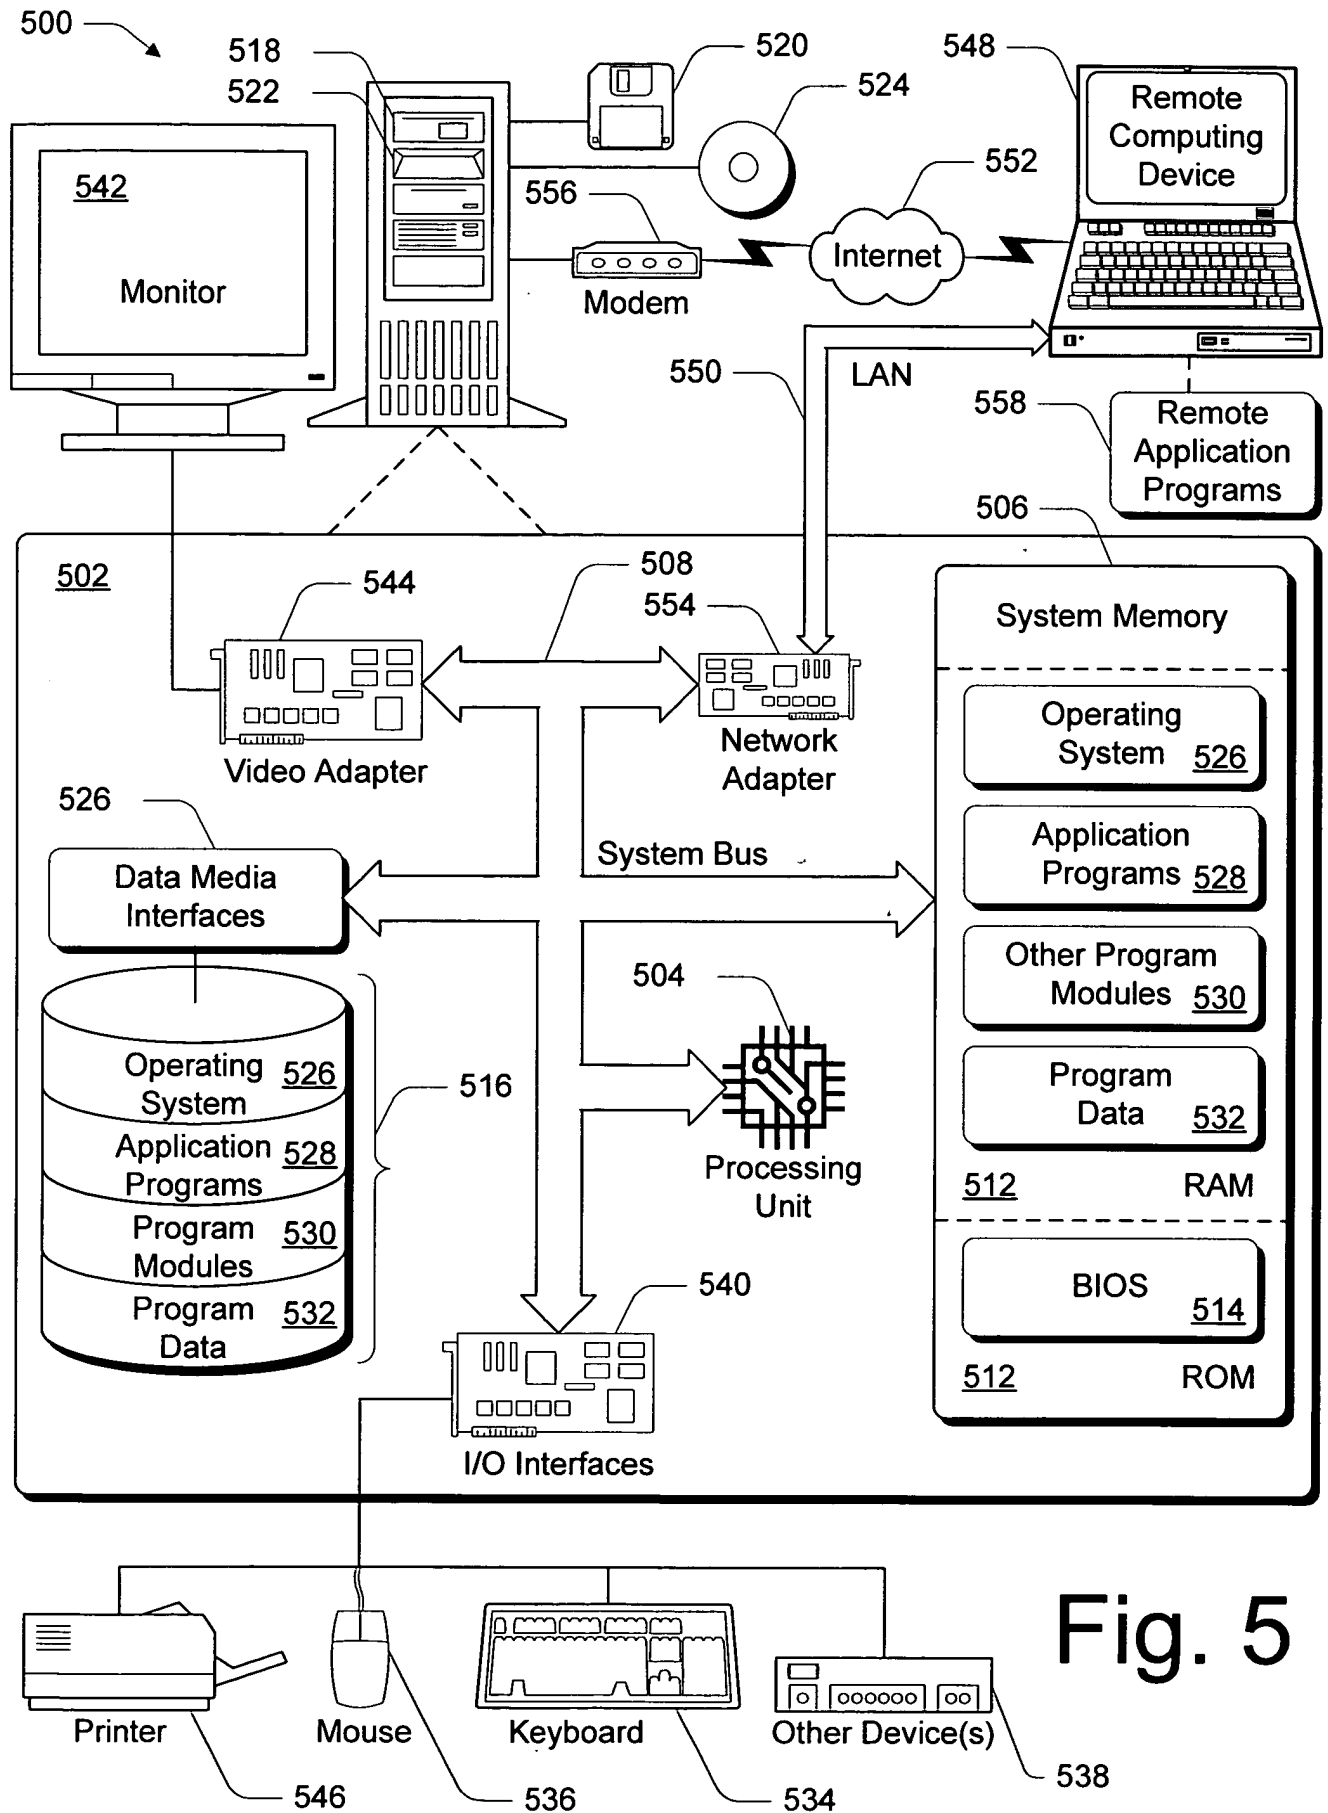 500
518
522
520
524
548
Remote
Computing
Device
552
542
Monitor
556
Modem
Internet
550
LAN
558
Remote
Application
Programs
506
502
544
508
554
System Memory
Video Adapter
Network
Adapter
Operating
System 526
526
Data Media
Interfaces
System Bus
Application
Programs 528
Other Program
Modules 530
504
Processing
Unit
Program
Data 532
512 RAM
Operating
System 526
516
Application
Programs 528
Program
Modules 530
Program
Data 532
540
BIOS
514
512 ROM
I/O Interfaces
Fig. 5
Printer
Mouse
Keyboard
Other Device(s)
546
536
534
538